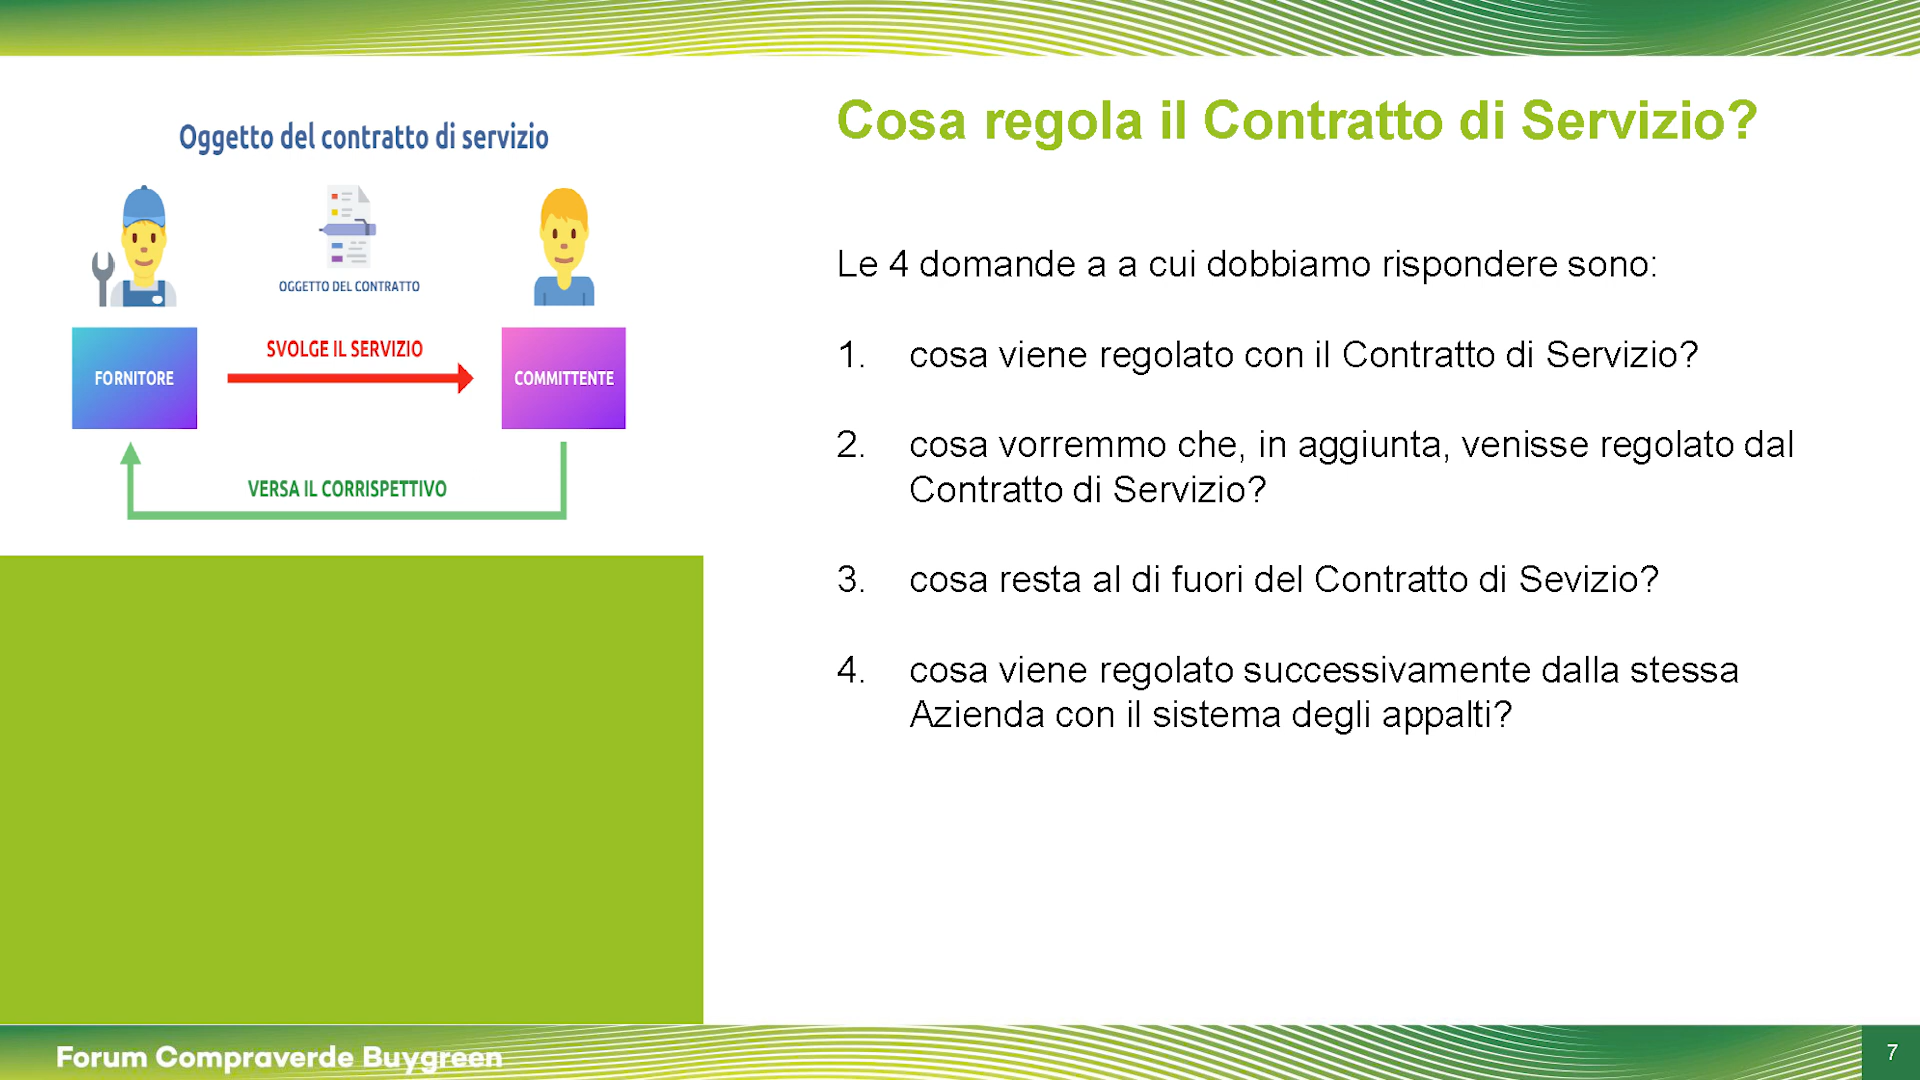 Oggetto del contratto di servizio
OGGETTO DEL CONTRATTO
FORNITORE
SVOLGE IL SERVIZIO
COMMITTENTE
VERSA IL CORRISPETTIVO
Cosa regola il Contratto di Servizio?
Le 4 domande a a cui dobbiamo rispondere sono:
1. cosa viene regolato con il Contratto di Servizio?
2. cosa vorremmo che, in aggiunta, venisse regolato dal
Contratto di Servizio?
3. cosa resta al di fuori del Contratto di Sevizio?
4. cosa viene regolato successivamente dalla stessa
Azienda con il sistema degli appalti?
Forum Compraverde Buygreen
7